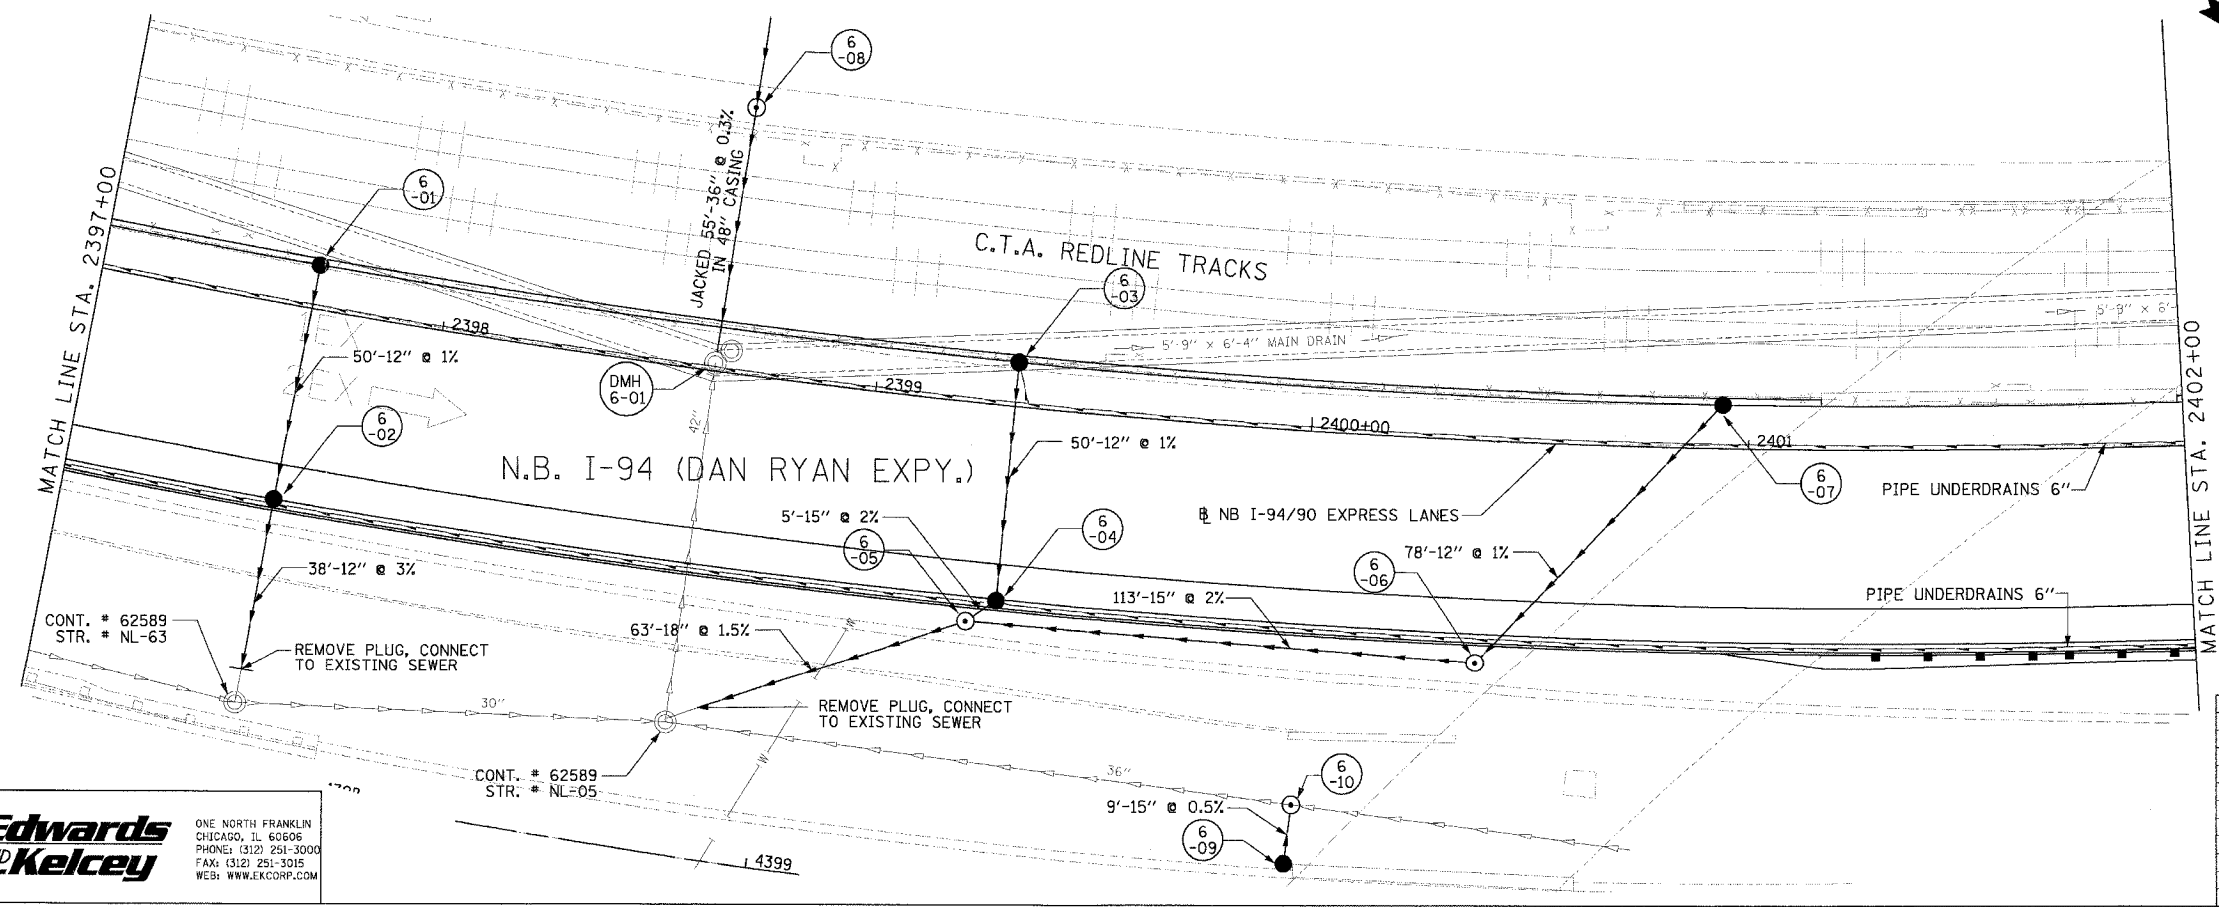 6
-08
JACKED 55'-36" @ 0.3%
IN 48" CASING
6
-01
MATCH LINE STA. 2397+00
C.T.A. REDLINE TRACKS
6
-03
1EX
2EX
2398
50'-12" @ 1%
5'-9" x 6'-4" MAIN DRAIN
DMH
6-01
2399
42"
6
-02
2400+00
2401
50'-12" @ 1%
N.B. I-94 (DAN RYAN EXPY.)
6
-07
PIPE UNDERDRAINS 6"
MATCH LINE STA. 2402+00
5'-15" @ 2%
6
-05
6
-04
℄ NB I-94/90 EXPRESS LANES
78'-12" @ 1%
6
-06
38'-12" @ 3%
113'-15" @ 2%
PIPE UNDERDRAINS 6"
CONT. # 62589
STR. # NL-63
REMOVE PLUG, CONNECT
TO EXISTING SEWER
63'-18" @ 1.5%
30"
REMOVE PLUG, CONNECT
TO EXISTING SEWER
W
W
CONT. # 62589
STR. # NL-05
36"
6
-10
9'-15" @ 0.5%
6
-09
4399
Edwards
Kelcey
ONE NORTH FRANKLIN
CHICAGO, IL 60606
PHONE: (312) 251-3000
FAX: (312) 251-3015
WEB: WWW.EKCORP.COM